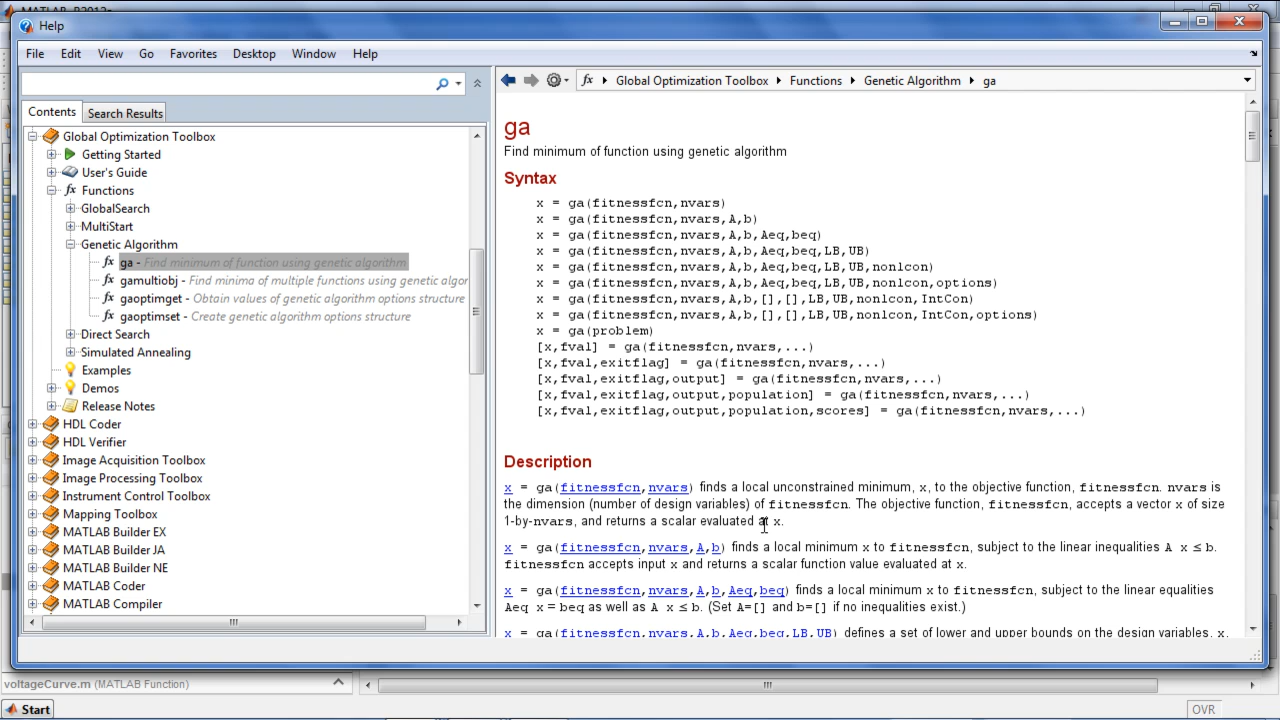 MATLAB R2012a
Help
File Edit View Go Favorites Desktop Window Help
fx Global Optimization Toolbox Functions Genetic Algorithm ga
Contents Search Results
Global Optimization Toolbox
Getting Started
User's Guide
fx Functions
GlobalSearch
MultiStart
Genetic Algorithm
fx ga - Find minimum of function using genetic algorithm
fx gamultiobj - Find minima of multiple functions using genetic algor
fx gaoptimget - Obtain values of genetic algorithm options structure
fx gaoptimset - Create genetic algorithm options structure
Direct Search
Simulated Annealing
Examples
Demos
Release Notes
HDL Coder
HDL Verifier
Image Acquisition Toolbox
Image Processing Toolbox
Instrument Control Toolbox
Mapping Toolbox
MATLAB Builder EX
MATLAB Builder JA
MATLAB Builder NE
MATLAB Coder
MATLAB Compiler
ga
Find minimum of function using genetic algorithm
Syntax
x = ga(fitnessfcn,nvars)
x = ga(fitnessfcn,nvars,A,b)
x = ga(fitnessfcn,nvars,A,b,Aeq,beq)
x = ga(fitnessfcn,nvars,A,b,Aeq,beq,LB,UB)
x = ga(fitnessfcn,nvars,A,b,Aeq,beq,LB,UB,nonlcon)
x = ga(fitnessfcn,nvars,A,b,Aeq,beq,LB,UB,nonlcon,options)
x = ga(fitnessfcn,nvars,A,b,[],[],LB,UB,nonlcon,IntCon)
x = ga(fitnessfcn,nvars,A,b,[],[],LB,UB,nonlcon,IntCon,options)
x = ga(problem)
[x,fval] = ga(fitnessfcn,nvars,...)
[x,fval,exitflag] = ga(fitnessfcn,nvars,...)
[x,fval,exitflag,output] = ga(fitnessfcn,nvars,...)
[x,fval,exitflag,output,population] = ga(fitnessfcn,nvars,...)
[x,fval,exitflag,output,population,scores] = ga(fitnessfcn,nvars,...)
Description
x = ga(fitnessfcn,nvars) finds a local unconstrained minimum, x, to the objective function, fitnessfcn. nvars is
the dimension (number of design variables) of fitnessfcn. The objective function, fitnessfcn, accepts a vector x of size
1-by-nvars, and returns a scalar evaluated at x.
x = ga(fitnessfcn,nvars,A,b) finds a local minimum x to fitnessfcn, subject to the linear inequalities A x ≤ b.
fitnessfcn accepts input x and returns a scalar function value evaluated at x.
x = ga(fitnessfcn,nvars,A,b,Aeq,beq) finds a local minimum x to fitnessfcn, subject to the linear equalities
Aeq x = beq as well as A x ≤ b. (Set A=[] and b=[] if no inequalities exist.)
x = ga(fitnessfcn,nvars,A,b,Aeq,beq,LB,UB) defines a set of lower and upper bounds on the design variables, x,
voltageCurve.m (MATLAB Function)
Start
OVR